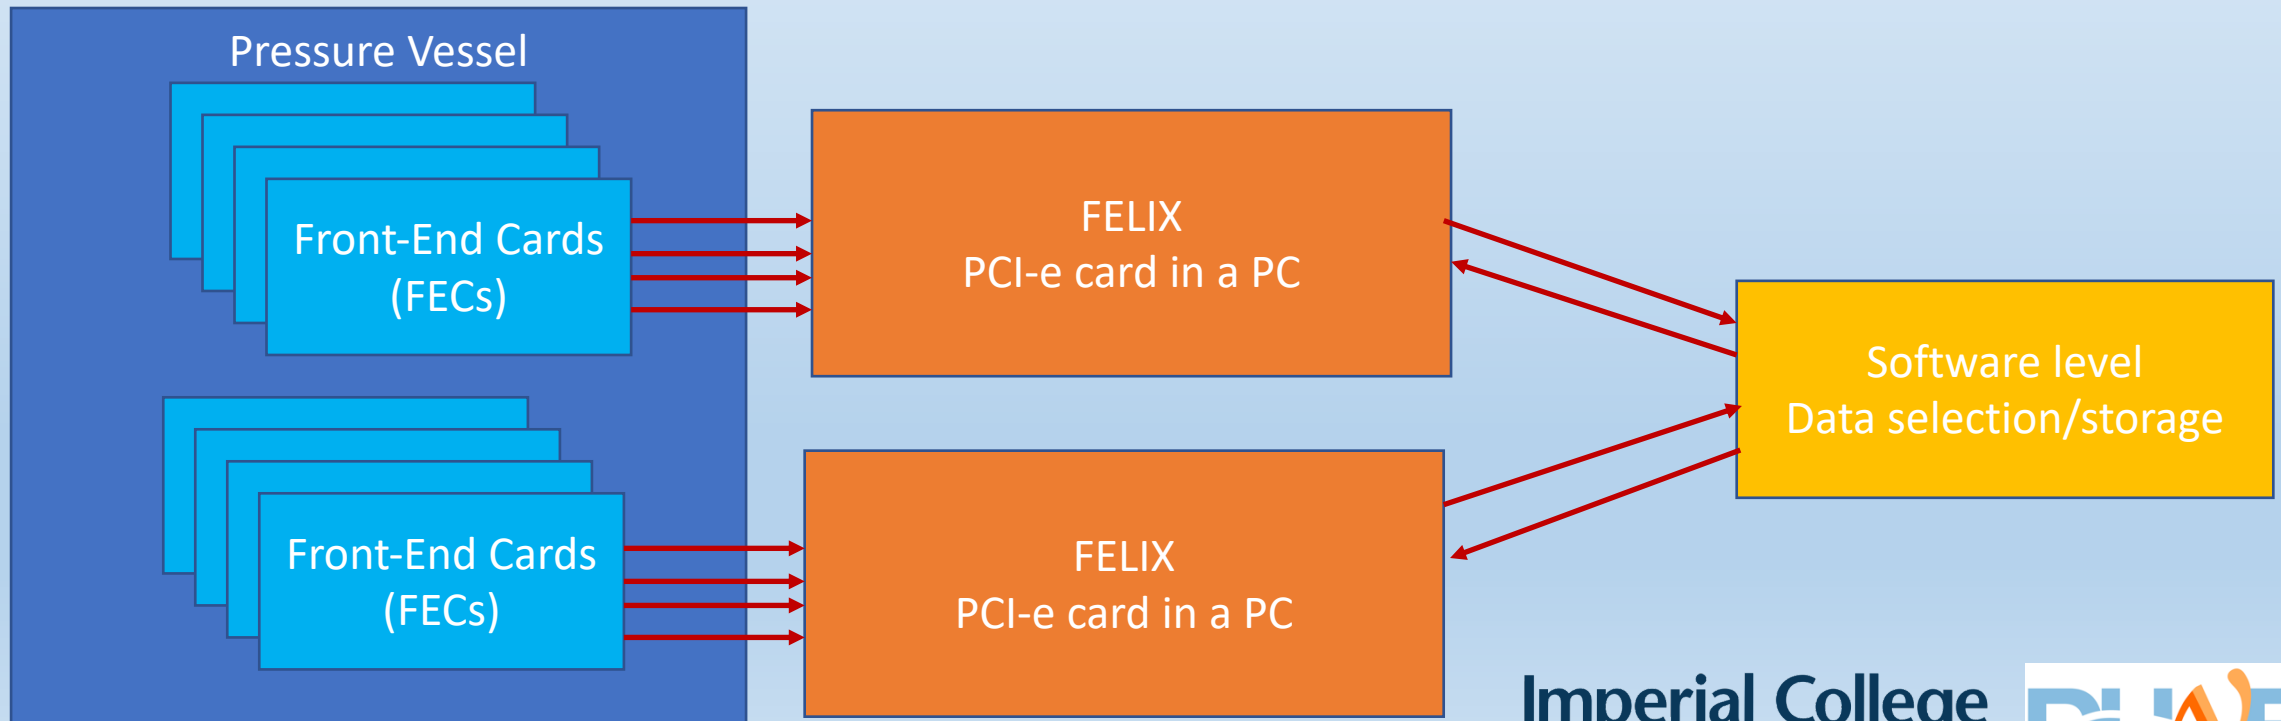 Pressure Vessel
Front-End Cards
(FECs)
FELIX
PCI-e card in a PC
Software level
Data selection/storage
Front-End Cards
(FECs)
FELIX
PCI-e card in a PC
Imperial College